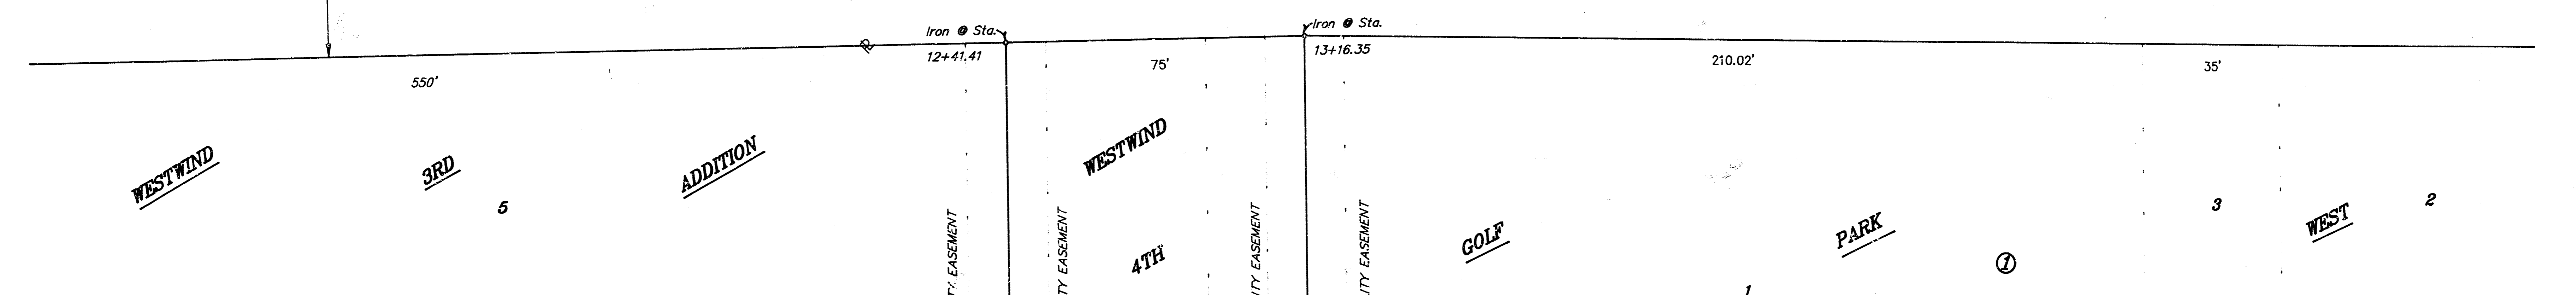 Iron @ Sta.
12+41.41
Iron @ Sta.
13+16.35
550'
75'
210.02'
35'
WESTWIND
3RD
ADDITION
5
WESTWIND
4TH
GOLF
PARK
WEST
3
2
1
1
EASEMENT
EASEMENT
EASEMENT
EASEMENT